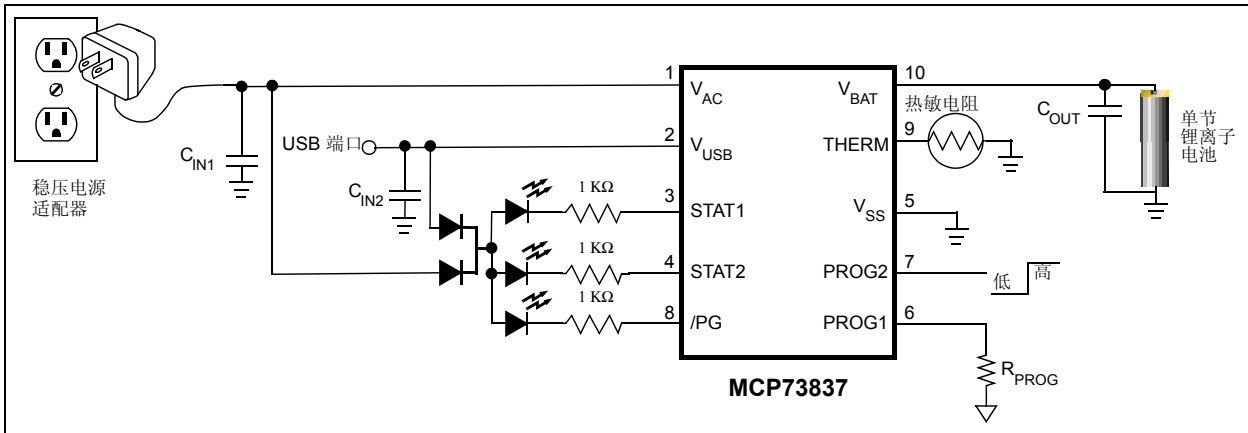 稳压电源
适配器
C_IN1
USB 端口
C_IN2
1 KΩ
1 KΩ
1 KΩ
1
V_AC
2
V_USB
3
STAT1
4
STAT2
8
/PG
10
V_BAT
9
THERM
5
V_SS
7
PROG2
6
PROG1
MCP73837
热敏电阻
C_OUT
单节
锂离子
电池
低
高
R_PROG